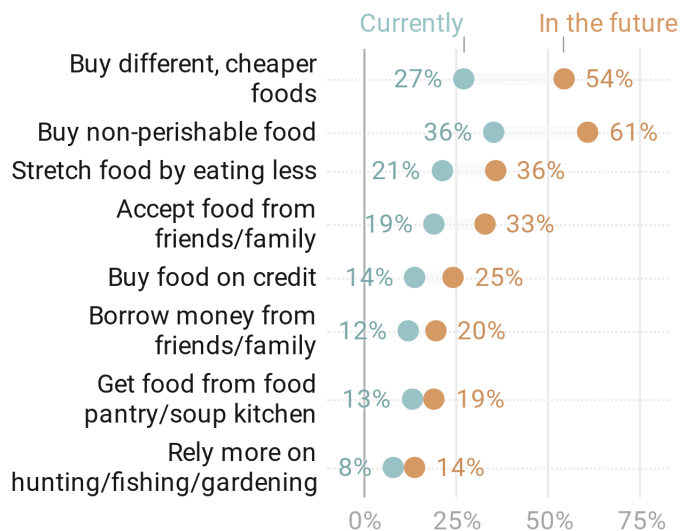 Currently In the future
Buy different, cheaper
foods
27% 54%
Buy non-perishable food 36% 61%
Stretch food by eating less 21% 36%
Accept food from
friends/family
19% 33%
Buy food on credit 14% 25%
Borrow money from
friends/family
12% 20%
Get food from food
pantry/soup kitchen
13% 19%
Rely more on
hunting/fishing/gardening
8% 14%
0% 25% 50% 75%